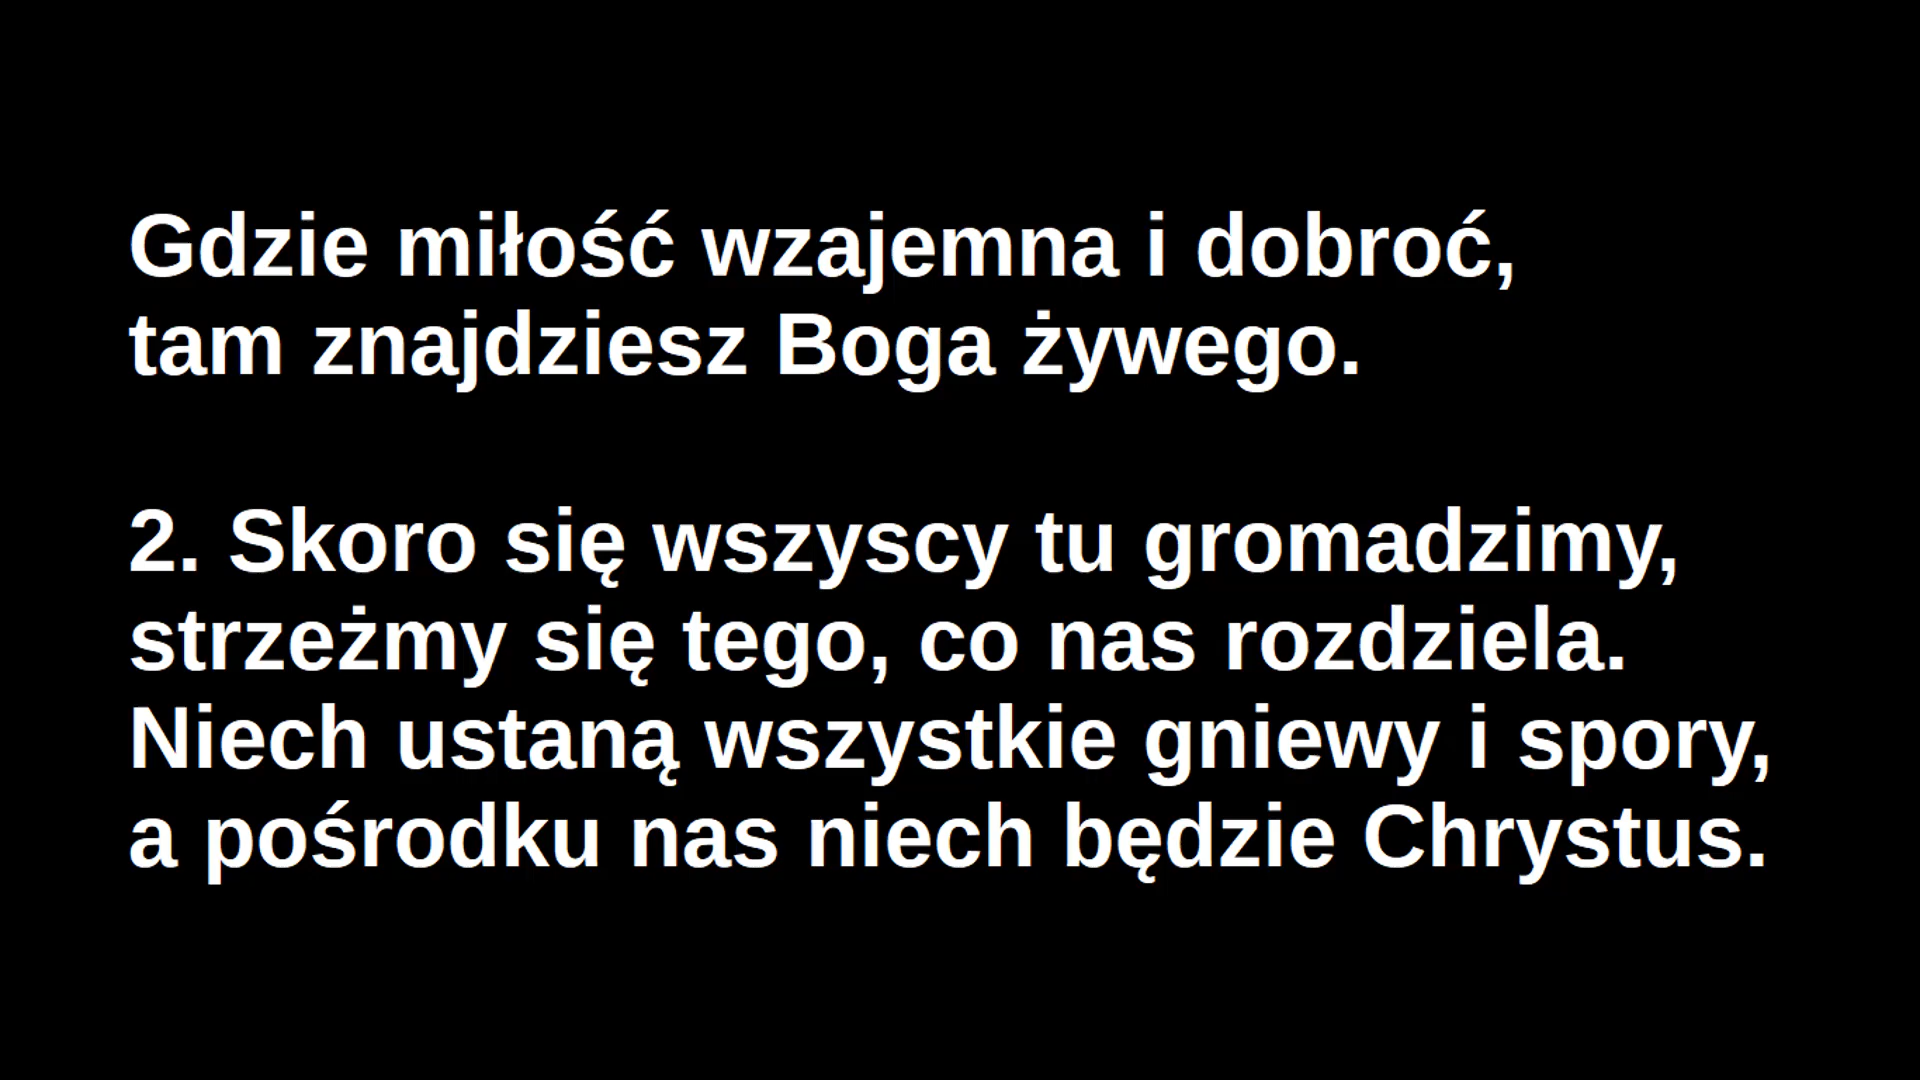 Gdzie miłość wzajemna i dobroć,
tam znajdziesz Boga żywego.
2. Skoro się wszyscy tu gromadzimy,
strzeżmy się tego, co nas rozdziela.
Niech ustaną wszystkie gniewy i spory,
a pośrodku nas niech będzie Chrystus.